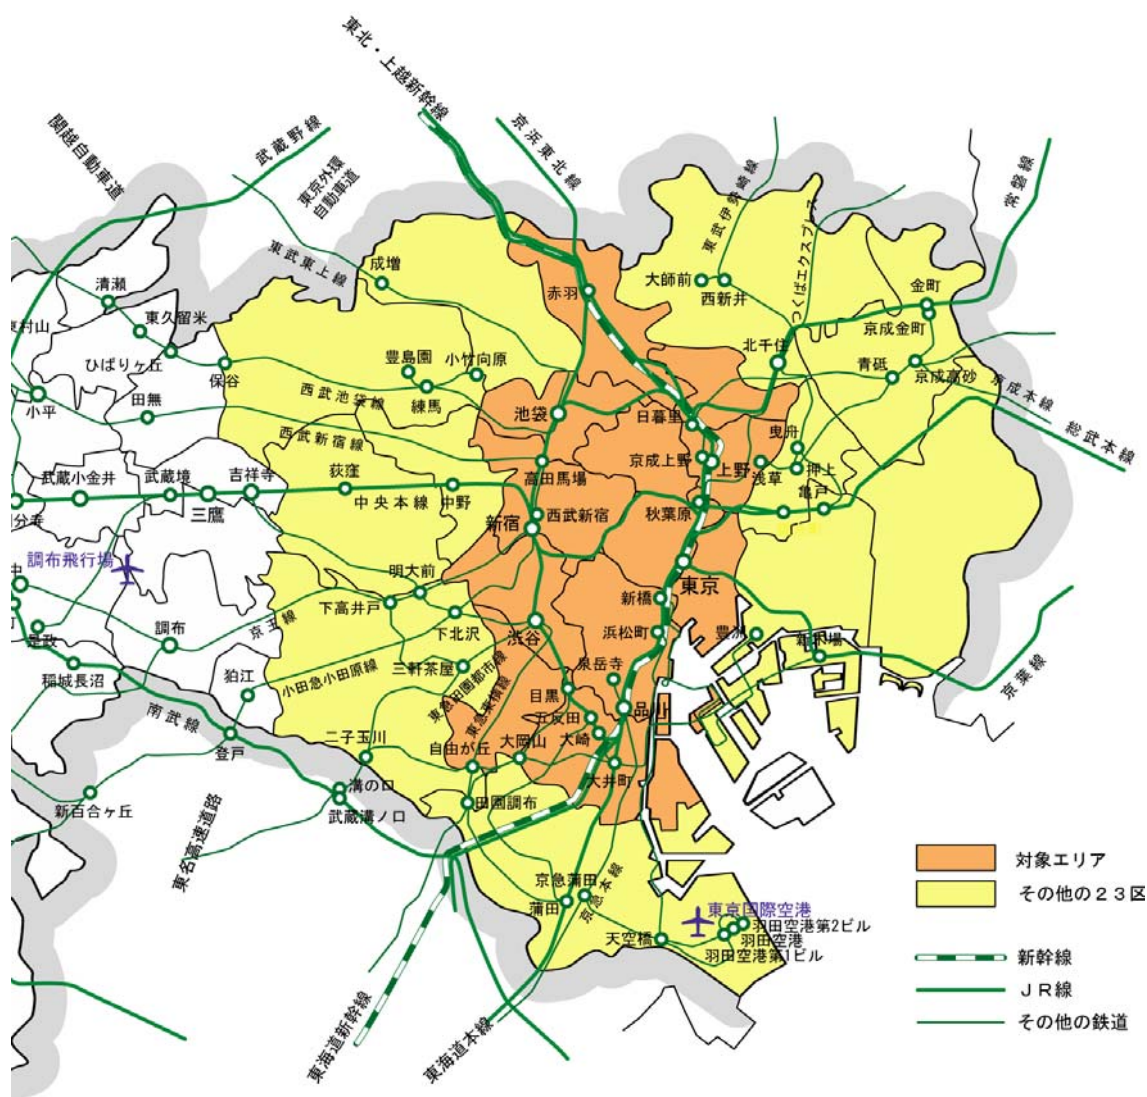 東北・上越新幹線
京浜東北線
関越自動車道
武蔵野線
東京外環
自動車道
東武伊勢崎線
つくばエクスプレス
常磐線
東武東上線
成増
清瀬
東久留米
東村山
ひばりヶ丘
保谷
小平
田無
赤羽
大師前
西新井
金町
京成金町
北千住
青砥
京成高砂
京成本線
総武本線
豊島園
小竹向原
練馬
西武池袋線
西武新宿線
池袋
日暮里
曳舟
京成上野
上野
浅草
押上
高田馬場
亀戸
武蔵小金井
武蔵境
吉祥寺
荻窪
中央本線
中野
三鷹
西武新宿
新宿
秋葉原
調布飛行場
明大前
下高井戸
東京
新橋
浜松町
豊洲
新木場
京葉線
京王線
下北沢
渋谷
調布
是政
稲城長沼
狛江
小田急小田原線
三軒茶屋
東急田園都市線
東急東横線
泉岳寺
目黒
品川
五反田
大崎
南武線
登戸
二子玉川
自由が丘
大岡山
大井町
溝の口
武蔵溝ノ口
田園調布
新百合ヶ丘
東名高速道路
京急蒲田
京急本線
蒲田
天空橋
東京国際空港
羽田空港第2ビル
羽田空港
羽田空港第1ビル
東海道新幹線
東海道本線
対象エリア
その他の23区
新幹線
JR線
その他の鉄道